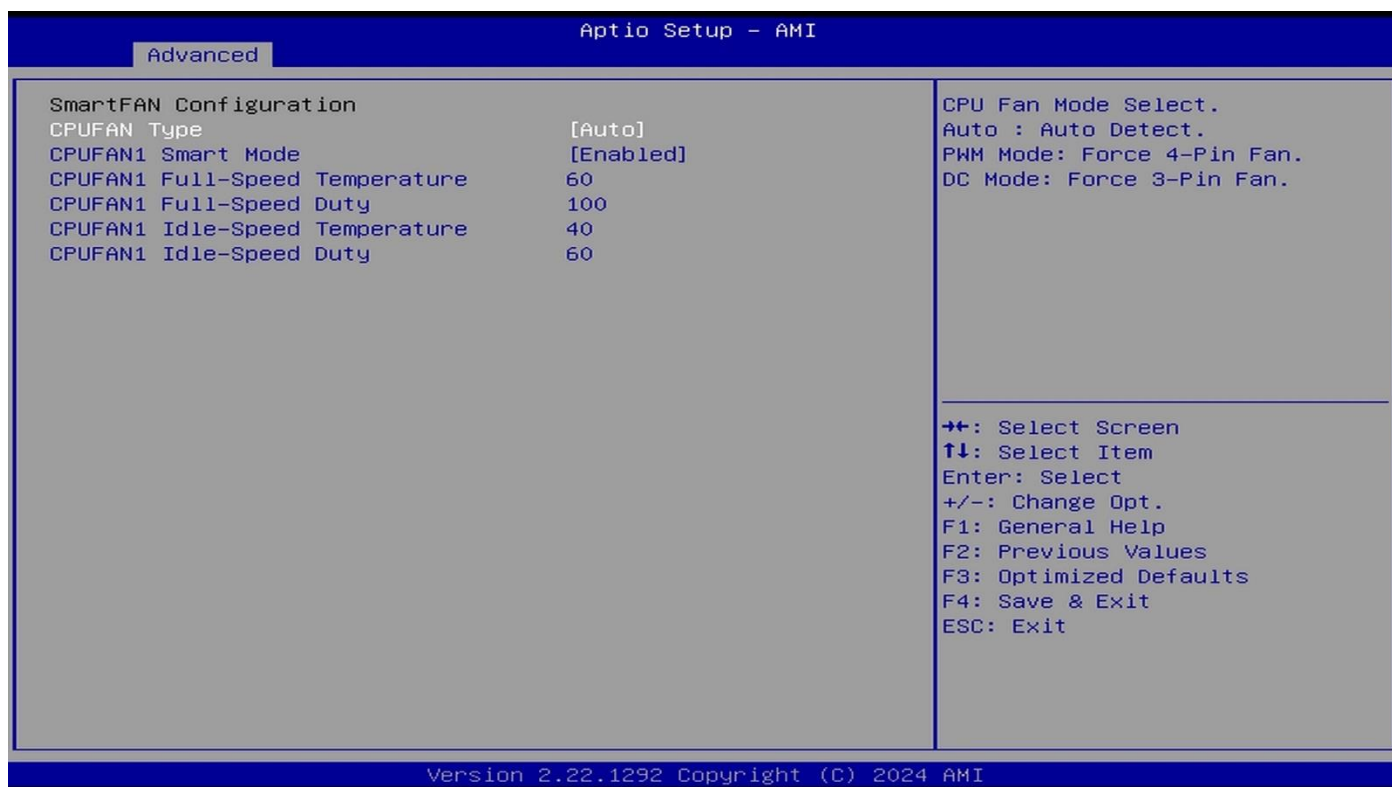 Aptio Setup – AMI
Advanced
SmartFAN Configuration
CPUFAN Type [Auto]
CPUFAN1 Smart Mode [Enabled]
CPUFAN1 Full-Speed Temperature 60
CPUFAN1 Full-Speed Duty 100
CPUFAN1 Idle-Speed Temperature 40
CPUFAN1 Idle-Speed Duty 60
CPU Fan Mode Select.
Auto : Auto Detect.
PWM Mode: Force 4-Pin Fan.
DC Mode: Force 3-Pin Fan.
→←: Select Screen
↑↓: Select Item
Enter: Select
+/-: Change Opt.
F1: General Help
F2: Previous Values
F3: Optimized Defaults
F4: Save & Exit
ESC: Exit
Version 2.22.1292 Copyright (C) 2024 AMI